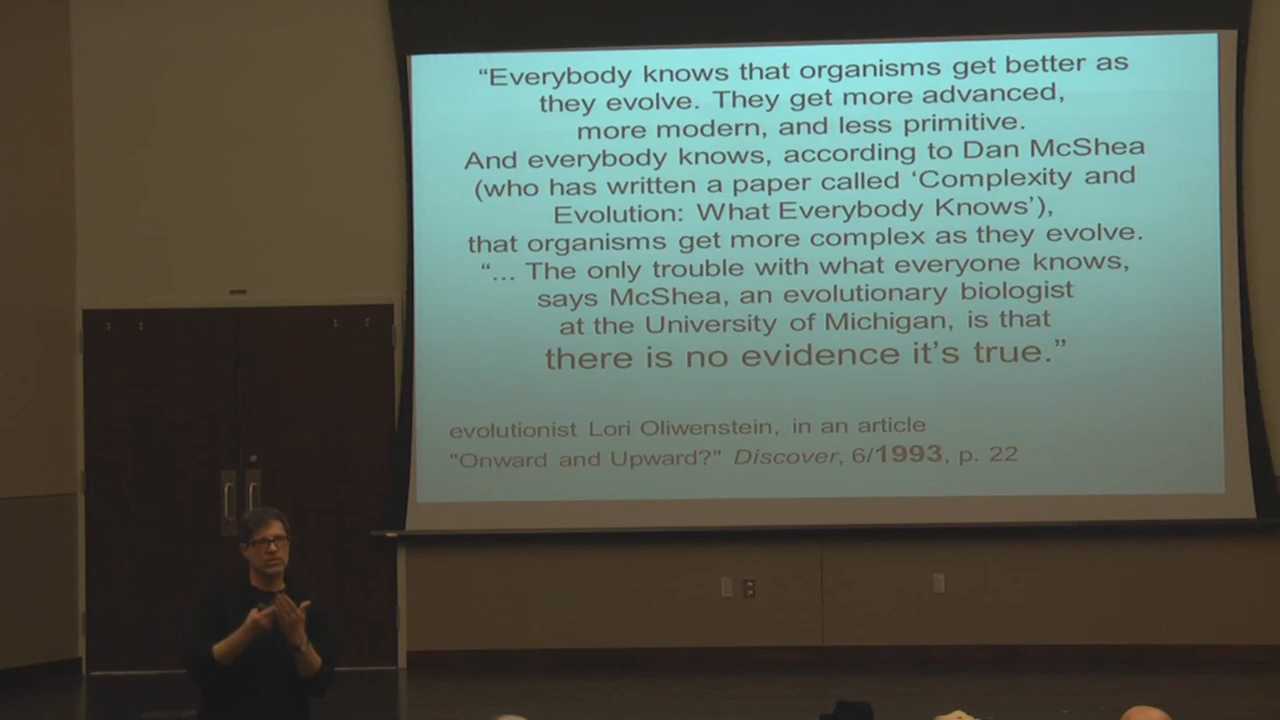 “Everybody knows that organisms get better as
they evolve. They get more advanced,
more modern, and less primitive.
And everybody knows, according to Dan McShea
(who has written a paper called ‘Complexity and
Evolution: What Everybody Knows’),
that organisms get more complex as they evolve.
“... The only trouble with what everyone knows,
says McShea, an evolutionary biologist
at the University of Michigan, is that
there is no evidence it’s true.”
evolutionist Lori Oliwenstein, in an article
"Onward and Upward?" Discover, 6/1993, p. 22